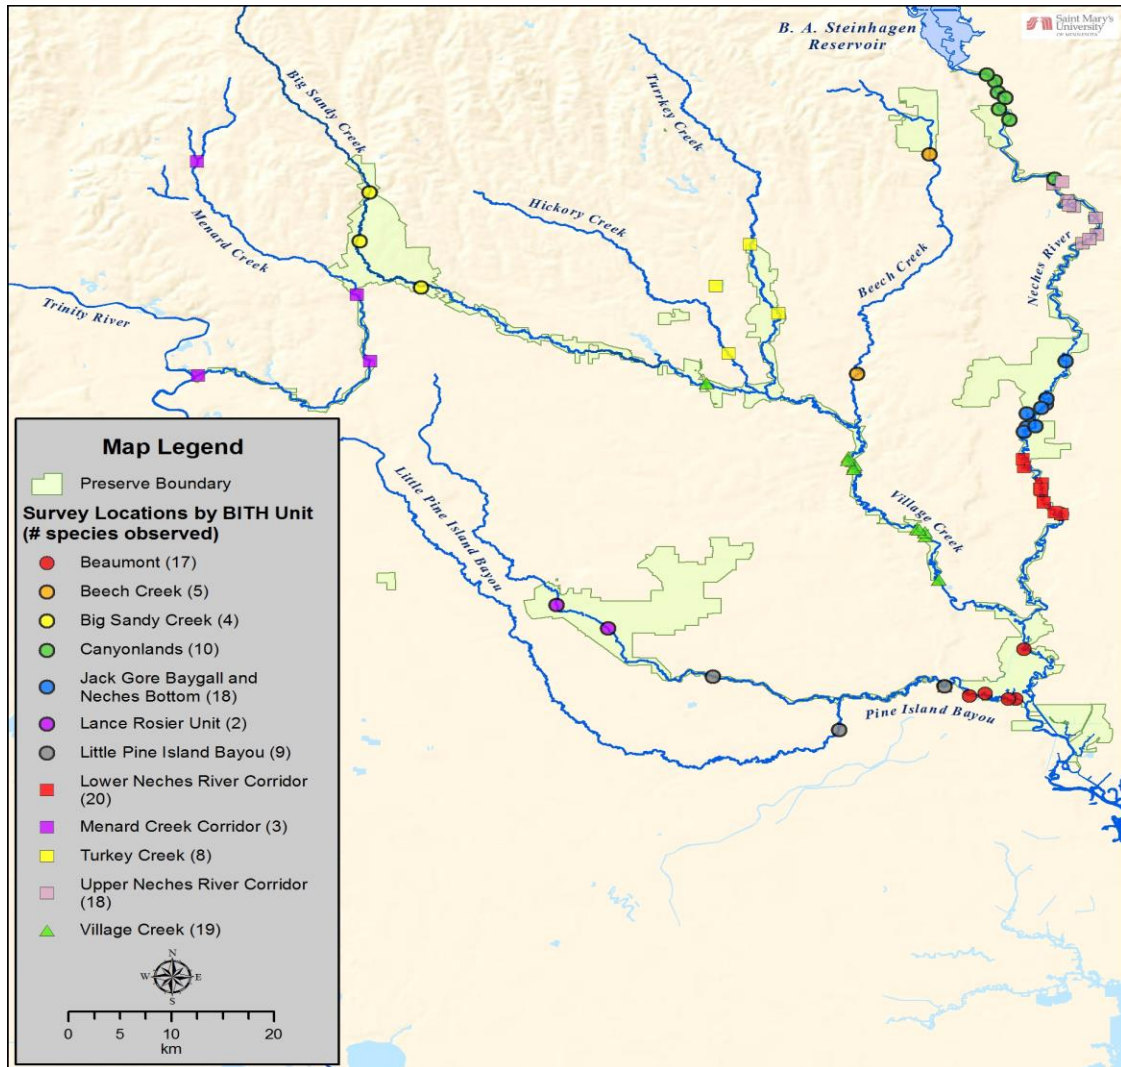 Saint Mary's
University
OF MINNESOTA
B. A. Steinhagen
Reservoir
Big Sandy Creek
Turrkey Creek
Hickory Creek
Menard Creek
Beech Creek
Neches River
Trinity River
Little Pine Island Bayou
Village Creek
Pine Island Bayou
Map Legend
Preserve Boundary
Survey Locations by BITH Unit
(# species observed)
Beaumont (17)
Beech Creek (5)
Big Sandy Creek (4)
Canyonlands (10)
Jack Gore Baygall and
Neches Bottom (18)
Lance Rosier Unit (2)
Little Pine Island Bayou (9)
Lower Neches River Corridor
(20)
Menard Creek Corridor (3)
Turkey Creek (8)
Upper Neches River Corridor
(18)
Village Creek (19)
N
W E
S
0 5 10 20
km